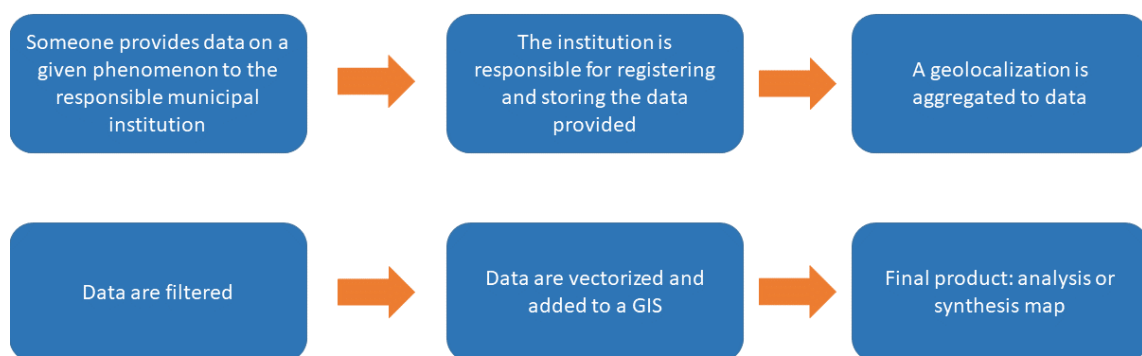 Someone provides data on a
given phenomenon to the
responsible municipal
institution
The institution is
responsible for registering
and storing the data
provided
A geolocalization is
aggregated to data
Data are filtered
Data are vectorized and
added to a GIS
Final product: analysis or
synthesis map